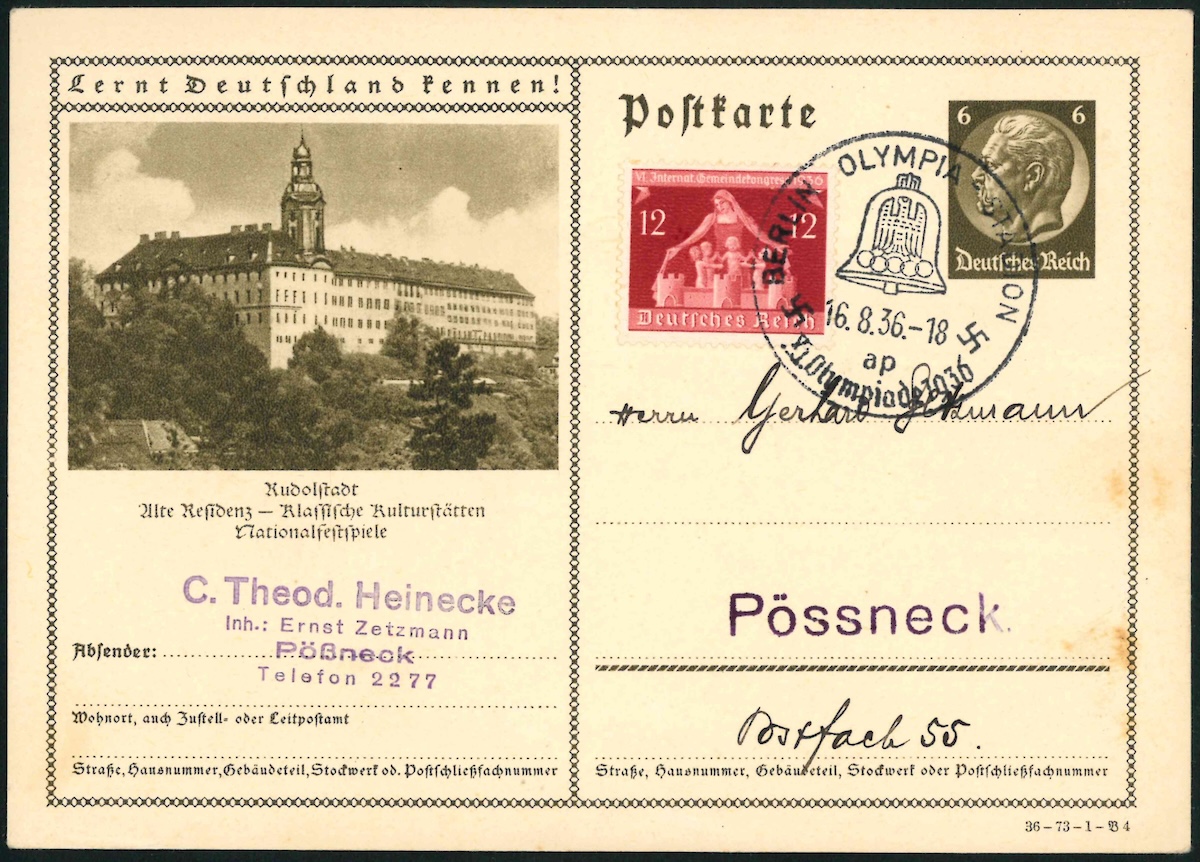 Lernt Deutschland kennen!
Rudolstadt
Alte Residenz — Klassische Kulturstätten
Nationalfestspiele
C. Theod. Heinecke
Inh.: Ernst Zetzmann
Absender:
Pößneck
Telefon 2277
Wohnort, auch Zustell- oder Leitpostamt
Straße, Hausnummer, Gebäudeteil, Stockwerk od. Postschließfachnummer
Postkarte
VI. Internat. Gemeindekongress 1936
12 12
Deutsches Reich
6 6
Deutsches Reich
BERLIN OLYMPIA-STADION
16.8.36.-18
ap
XI. Olympiade 1936
Herrn Gerhard
Pössneck.
Postfach 55.
Straße, Hausnummer, Gebäudeteil, Stockwerk oder Postschließfachnummer
36-73-1-B 4